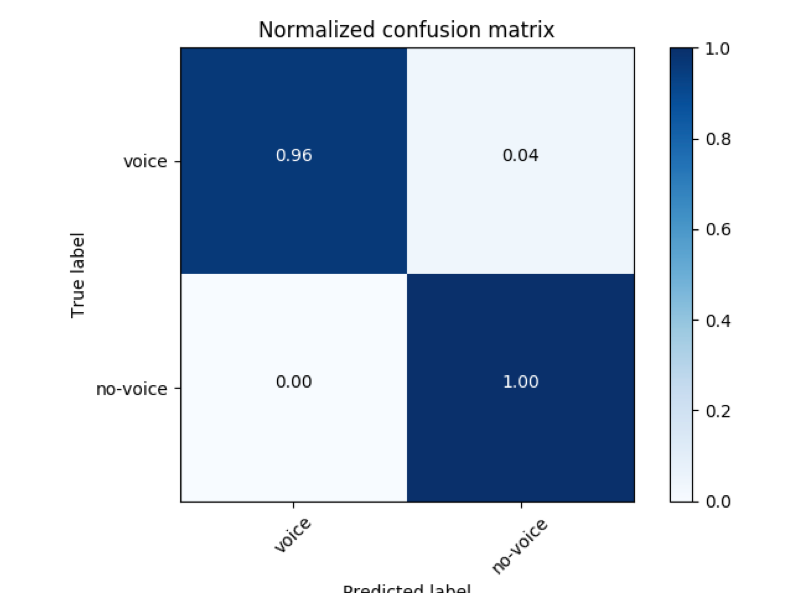 Normalized confusion matrix
voice
0.96
0.04
no-voice
0.00
1.00
True label
voice
no-voice
Predicted label
1.0
0.8
0.6
0.4
0.2
0.0